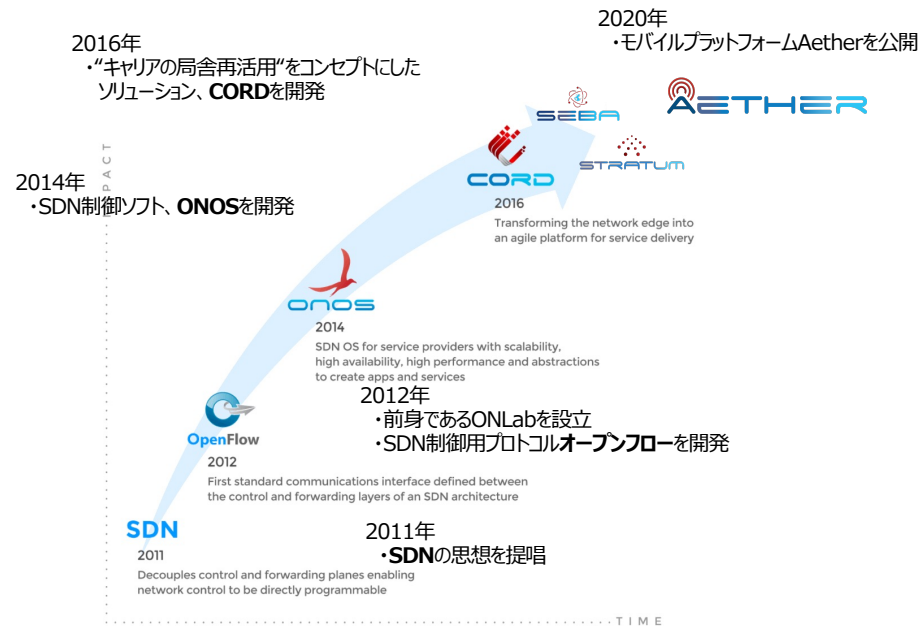 2020年
・モバイルプラットフォームAetherを公開
2016年
・“キャリアの局舎再活用“をコンセプトにした
ソリューション、CORDを開発
AETHER
SEBA
STRATUM
CORD
2016
Transforming the network edge into
an agile platform for service delivery
PACT
2014年
・SDN制御ソフト、ONOSを開発
onos
2014
SDN OS for service providers with scalability,
high availability, high performance and abstractions
to create apps and services
2012年
・前身であるONLabを設立
・SDN制御用プロトコルオープンフローを開発
OpenFlow
2012
First standard communications interface defined between
the control and forwarding layers of an SDN architecture
SDN
2011年
・SDNの思想を提唱
2011
Decouples control and forwarding planes enabling
network control to be directly programmable
TIME